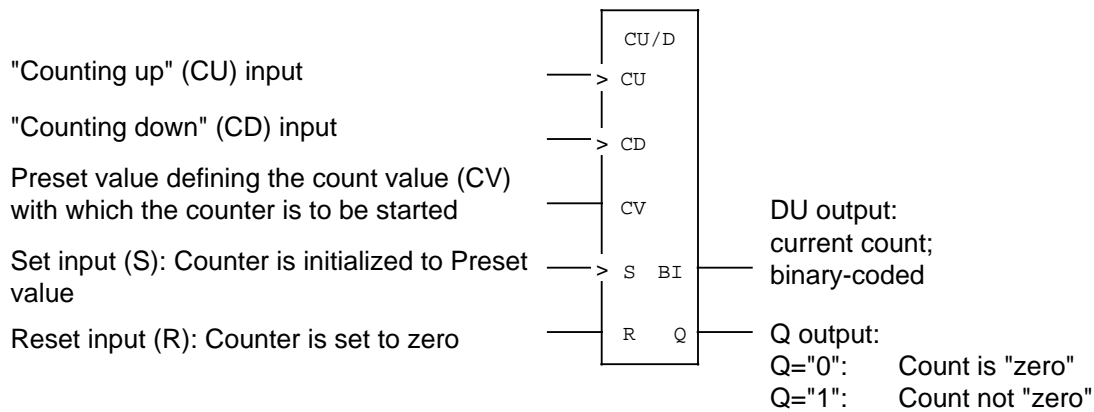 CU/D
"Counting up" (CU) input
> CU
"Counting down" (CD) input
> CD
Preset value defining the count value (CV)
with which the counter is to be started
CV
DU output:
current count;
binary-coded
Set input (S): Counter is initialized to Preset
value
> S BI
Reset input (R): Counter is set to zero
R Q
Q output:
Q="0": Count is "zero"
Q="1": Count not "zero"